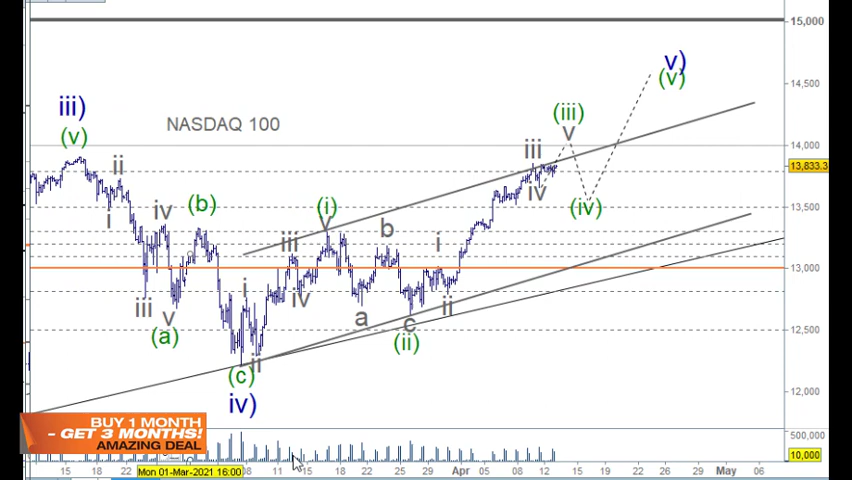 15,000
iii)
v)
(v)
14,500
NASDAQ 100
(iii)
(v)
v
14,000
ii
iii
13,833.3
iv
(b)
(i)
(iv)
13,500
i
iv
v
iii
b
i
13,000
iii
v
i
iv
a
ii
(a)
c
12,500
ii
(ii)
(c)
iv)
12,000
BUY 1 MONTH
- GET 3 MONTHS!
AMAZING DEAL
500,000
10,000
15 18 22 Mon 01-Mar-2021 16:00 08 11 15 18 22 25 29 Apr 05 08 12 15 22 26 29 May 06